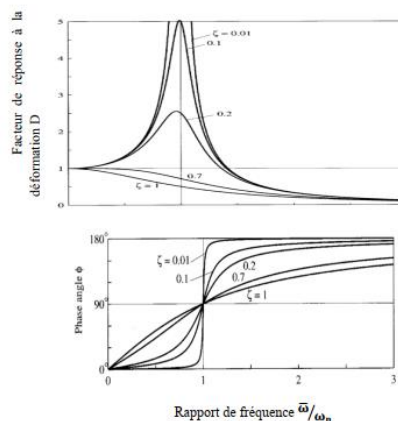 Facteur de réponse à la
déformation D
5
4
3
2
1
0
ζ = 0.01
0.1
0.2
0.7
ζ = 1
Phase angle ϕ
180°
90°
0
ζ = 0.01
0.1
0.2
0.7
ζ = 1
0
1
2
3
Rapport de fréquence ω̅/ωn